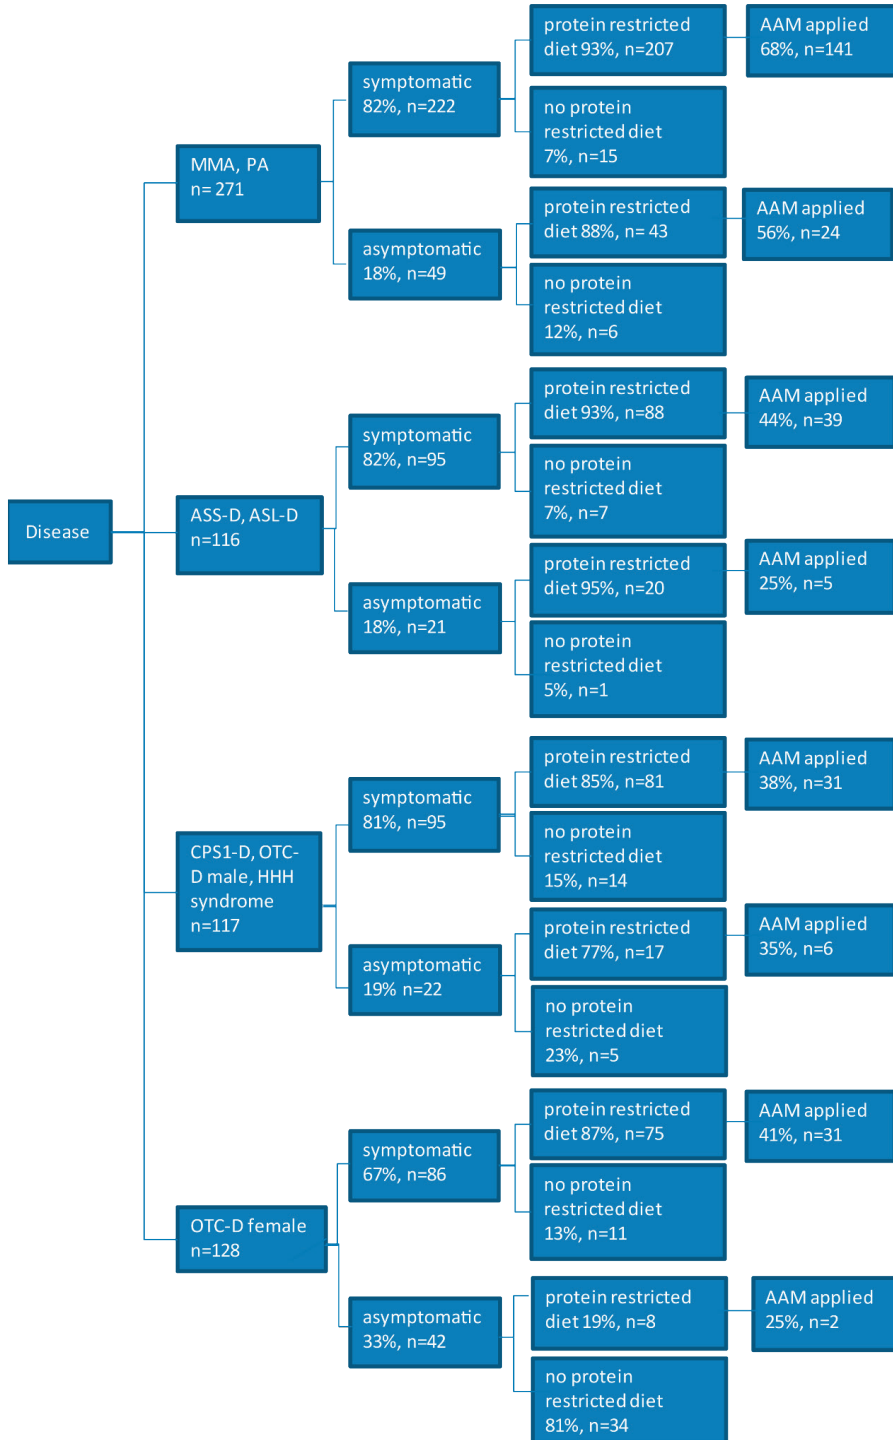 Disease
MMA, PA
n= 271
symptomatic
82%, n=222
protein restricted
diet 93%, n=207
AAM applied
68%, n=141
no protein
restricted diet
7%, n=15
asymptomatic
18%, n=49
protein restricted
diet 88%, n= 43
AAM applied
56%, n=24
no protein
restricted diet
12%, n=6
ASS-D, ASL-D
n=116
symptomatic
82%, n=95
protein restricted
diet 93%, n=88
AAM applied
44%, n=39
no protein
restricted diet
7%, n=7
asymptomatic
18%, n=21
protein restricted
diet 95%, n=20
AAM applied
25%, n=5
no protein
restricted diet
5%, n=1
CPS1-D, OTC-
D male, HHH
syndrome
n=117
symptomatic
81%, n=95
protein restricted
diet 85%, n=81
AAM applied
38%, n=31
no protein
restricted diet
15%, n=14
asymptomatic
19% n=22
protein restricted
diet 77%, n=17
AAM applied
35%, n=6
no protein
restricted diet
23%, n=5
OTC-D female
n=128
symptomatic
67%, n=86
protein restricted
diet 87%, n=75
AAM applied
41%, n=31
no protein
restricted diet
13%, n=11
asymptomatic
33%, n=42
protein restricted
diet 19%, n=8
AAM applied
25%, n=2
no protein
restricted diet
81%, n=34